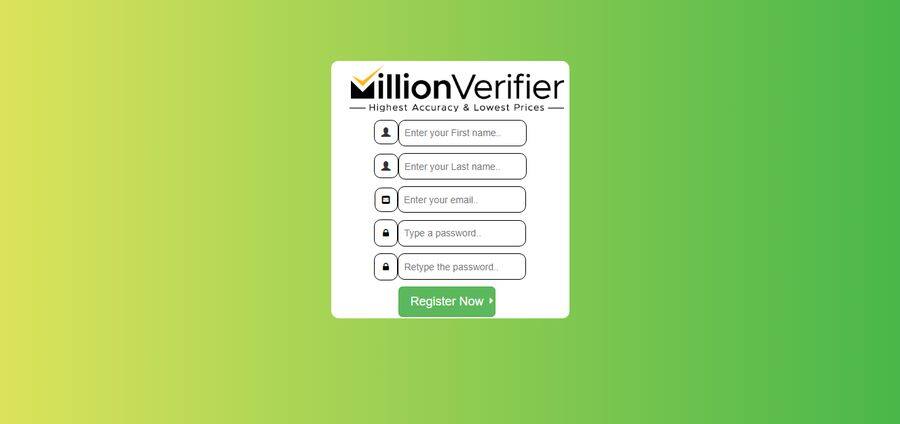 MillionVerifier
Highest Accuracy & Lowest Prices
Enter your First name..
Enter your Last name..
Enter your email..
Type a password..
Retype the password..
Register Now